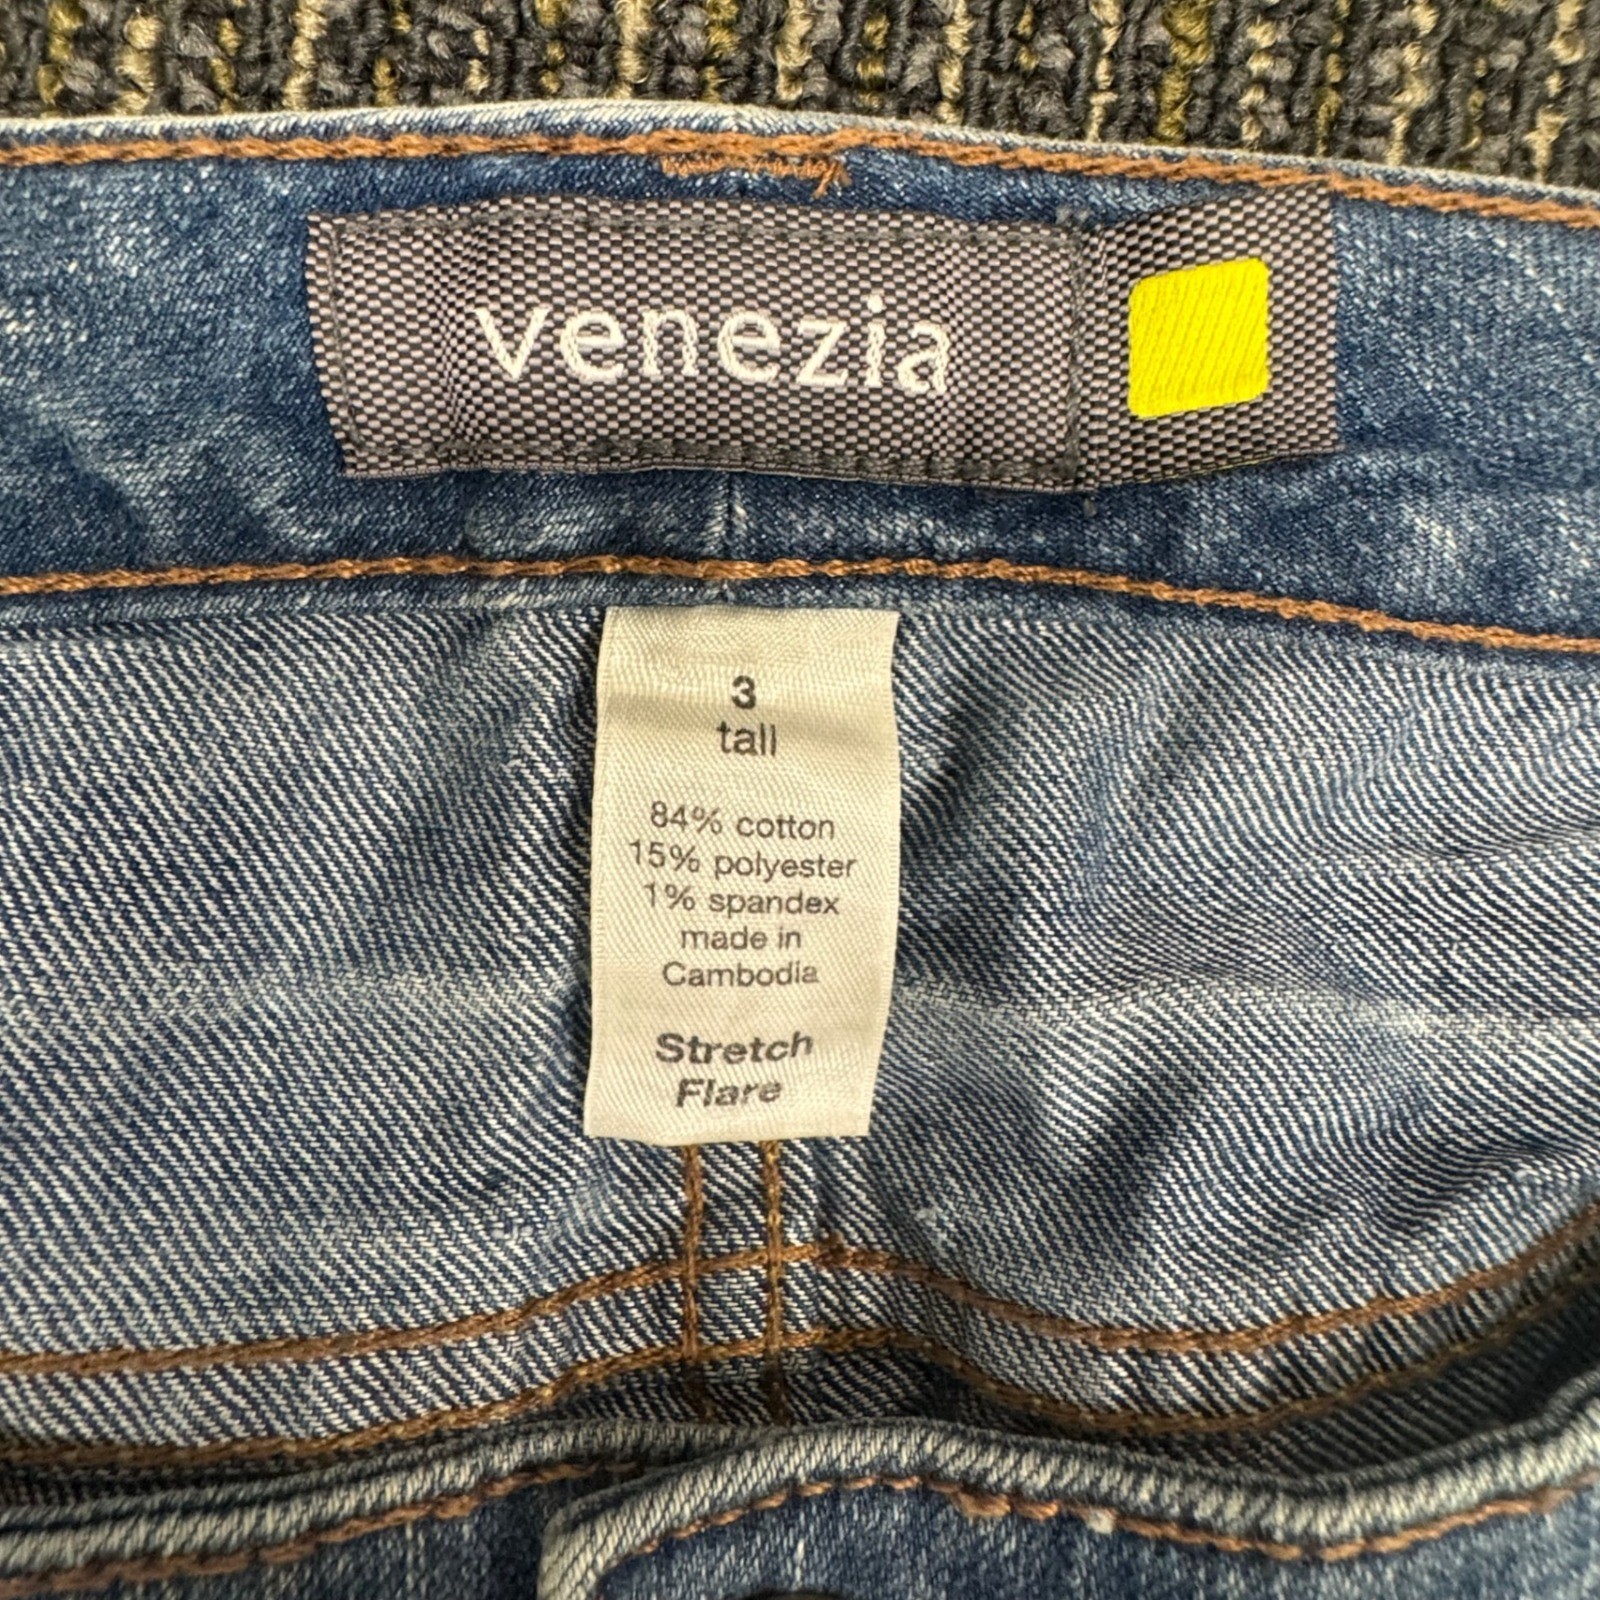 venezia
3
tall
84% cotton
15% polyester
1% spandex
made in
Cambodia
Stretch
Flare